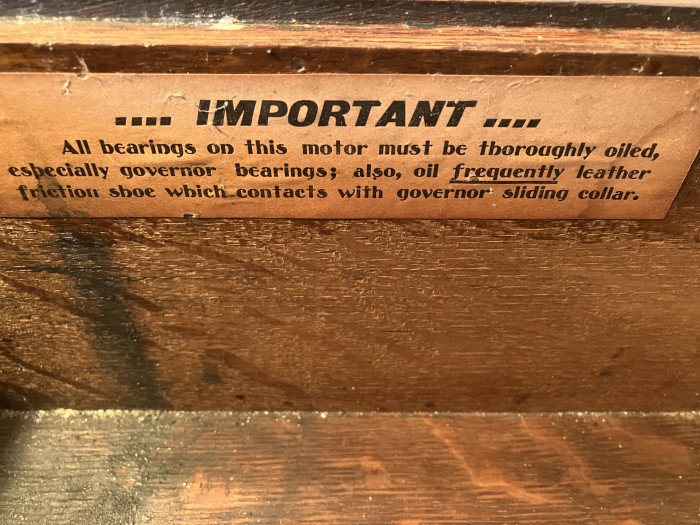 .... IMPORTANT ....
All bearings on this motor must be thoroughly oiled,
especially governor bearings; also, oil frequently leather
friction shoe which contacts with governor sliding collar.